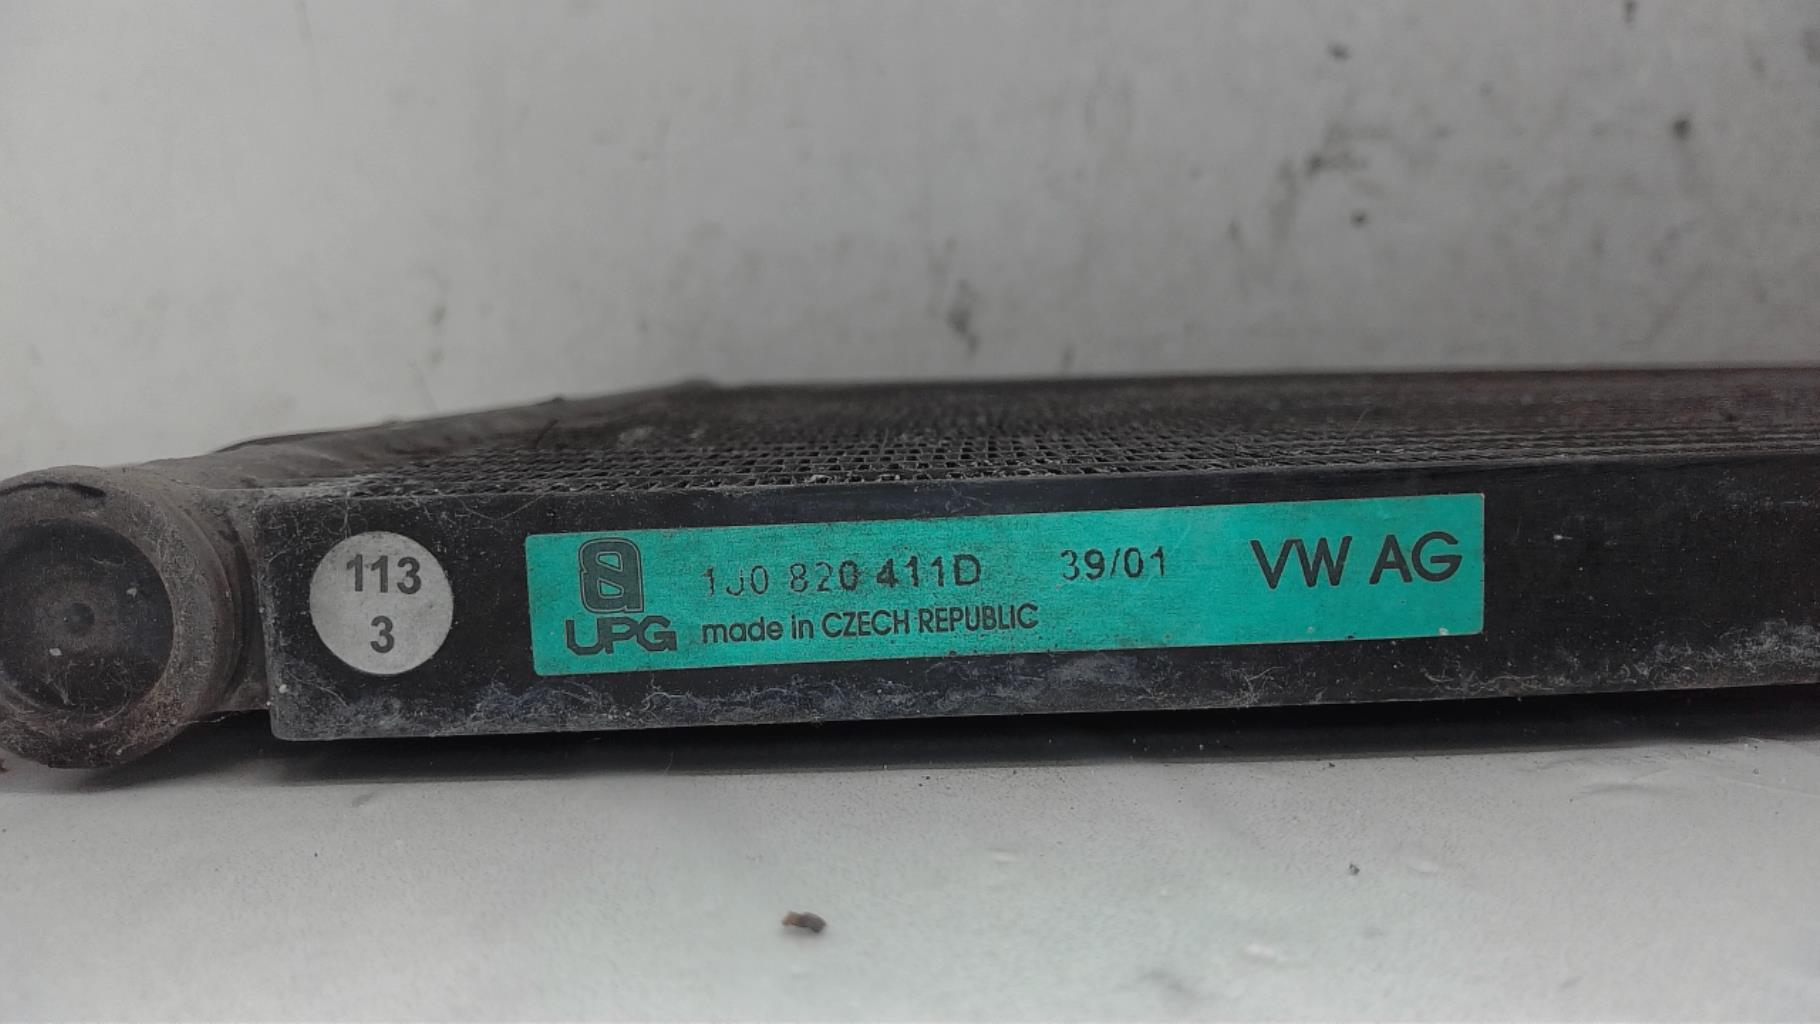 113
3
1J0 820 411D 39/01 VW AG
UPG made in CZECH REPUBLIC